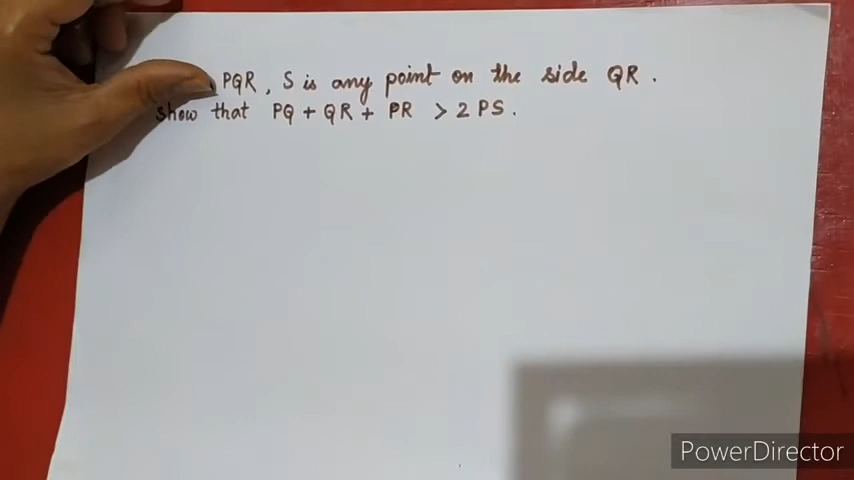 PQR, S is any point on the side QR.
show that PQ + QR + PR > 2 PS.
PowerDirector